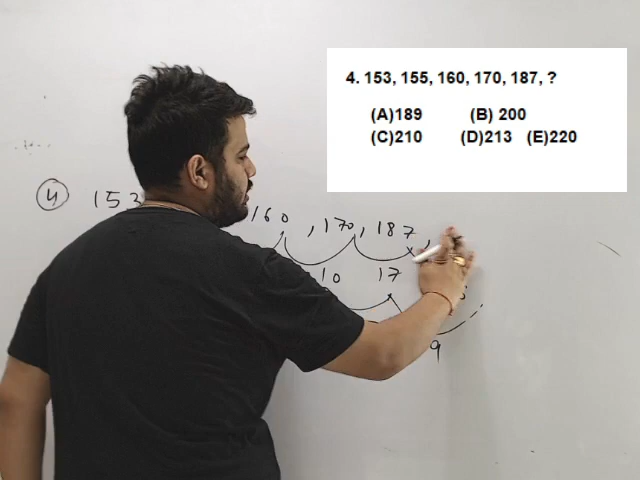 4. 153, 155, 160, 170, 187, ?
(A)189 (B) 200
(C)210 (D)213 (E)220
4 153 160, 170, 187,
10 17
9